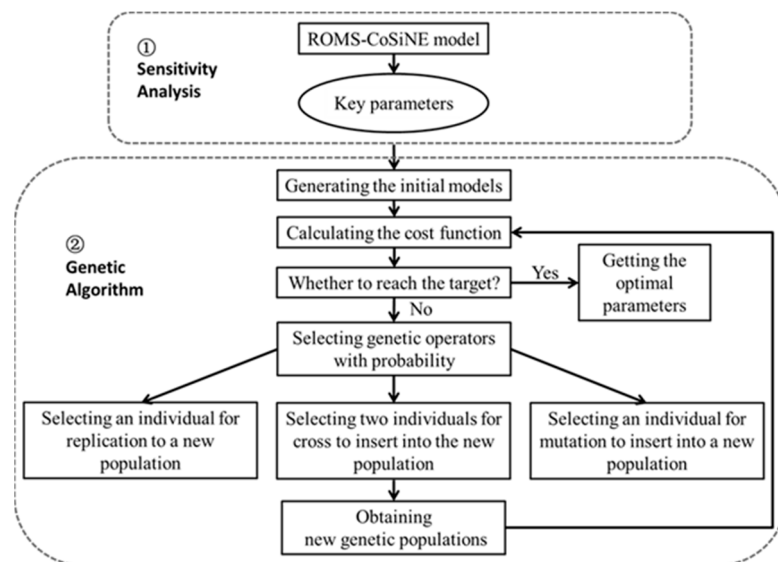 ROMS-CoSiNE model
①
Sensitivity
Analysis
Key parameters
Generating the initial models
②
Genetic
Algorithm
Calculating the cost function
Whether to reach the target?
Yes
Getting the
optimal
parameters
No
Selecting genetic operators
with probability
Selecting an individual for
replication to a new
population
Selecting two individuals for
cross to insert into the new
population
Selecting an individual for
mutation to insert into a new
population
Obtaining
new genetic populations